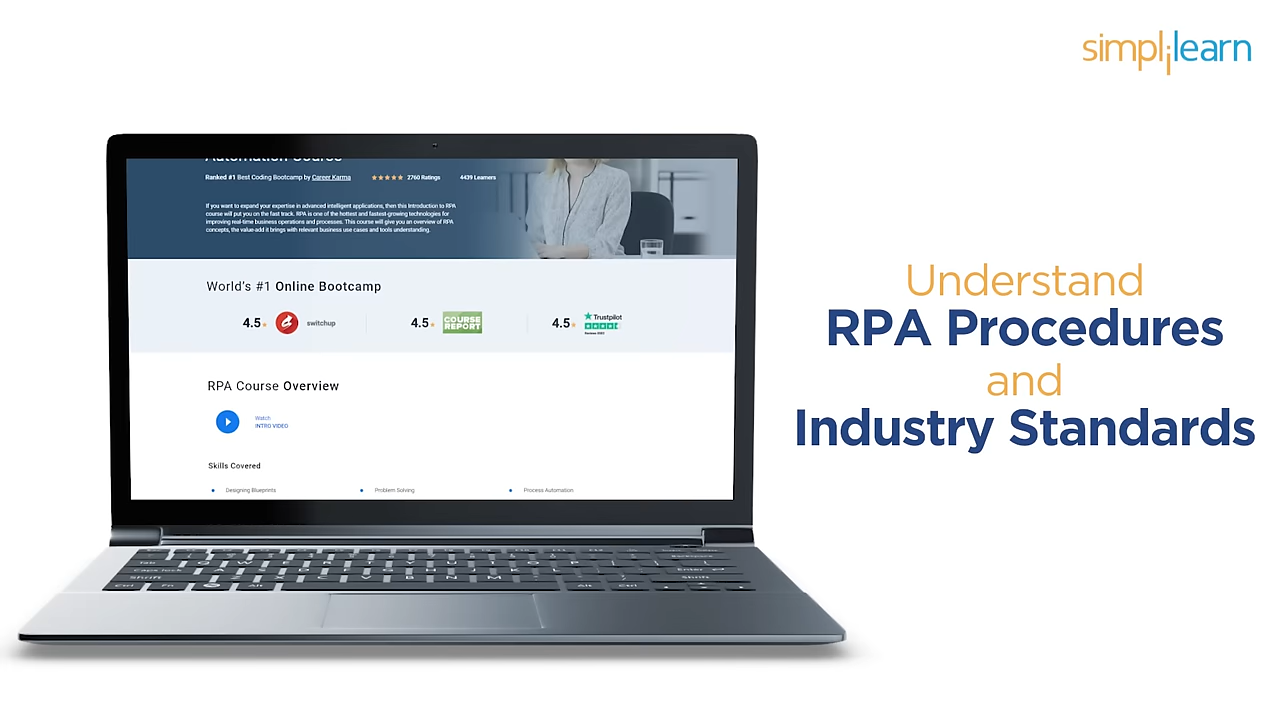 simplilearn
Automation Course
Ranked #1 Best Coding Bootcamp by Career Karma
2760 Ratings
4439 Learners
If you want to expand your expertise in advanced intelligent applications, then this Introduction to RPA
course will put you on the fast track. RPA is one of the hottest and fastest-growing technologies for
improving real-time business operations and processes. This course will give you an overview of RPA
concepts, the value-add it brings with relevant business use cases and tools understanding.
World's #1 Online Bootcamp
4.5 switchup
4.5 COURSE REPORT
4.5 Trustpilot
RPA Course Overview
Watch
INTRO VIDEO
Skills Covered
Designing Blueprints
Problem Solving
Process Automation
Understand
RPA Procedures
and
Industry Standards